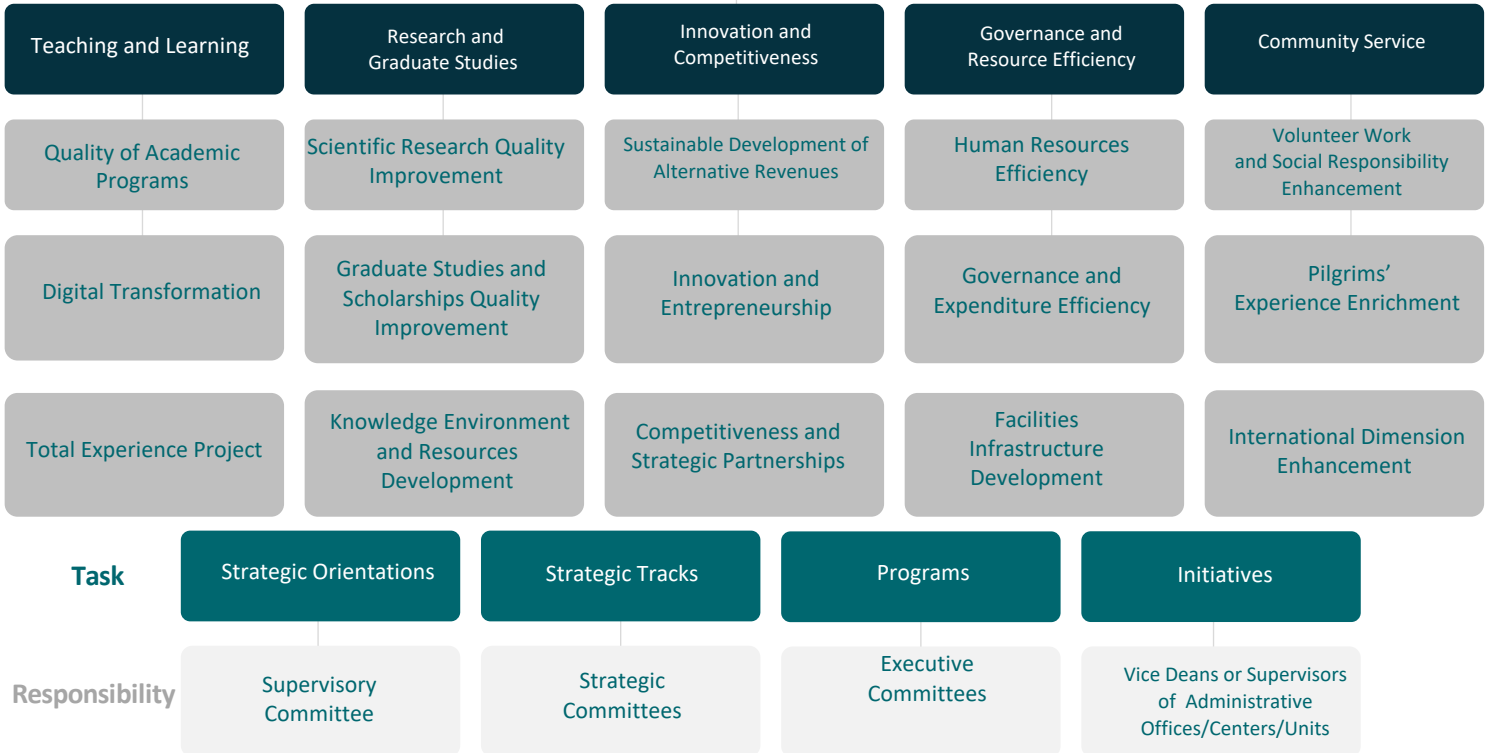 Teaching and Learning
Research and
Graduate Studies
Innovation and
Competitiveness
Governance and
Resource Efficiency
Community Service
Quality of Academic
Programs
Scientific Research Quality
Improvement
Sustainable Development of
Alternative Revenues
Human Resources
Efficiency
Volunteer Work
and Social Responsibility
Enhancement
Digital Transformation
Graduate Studies and
Scholarships Quality
Improvement
Innovation and
Entrepreneurship
Governance and
Expenditure Efficiency
Pilgrims’
Experience Enrichment
Total Experience Project
Knowledge Environment
and Resources
Development
Competitiveness and
Strategic Partnerships
Facilities
Infrastructure
Development
International Dimension
Enhancement
Task
Strategic Orientations
Strategic Tracks
Programs
Initiatives
Responsibility
Supervisory
Committee
Strategic
Committees
Executive
Committees
Vice Deans or Supervisors
of Administrative
Offices/Centers/Units